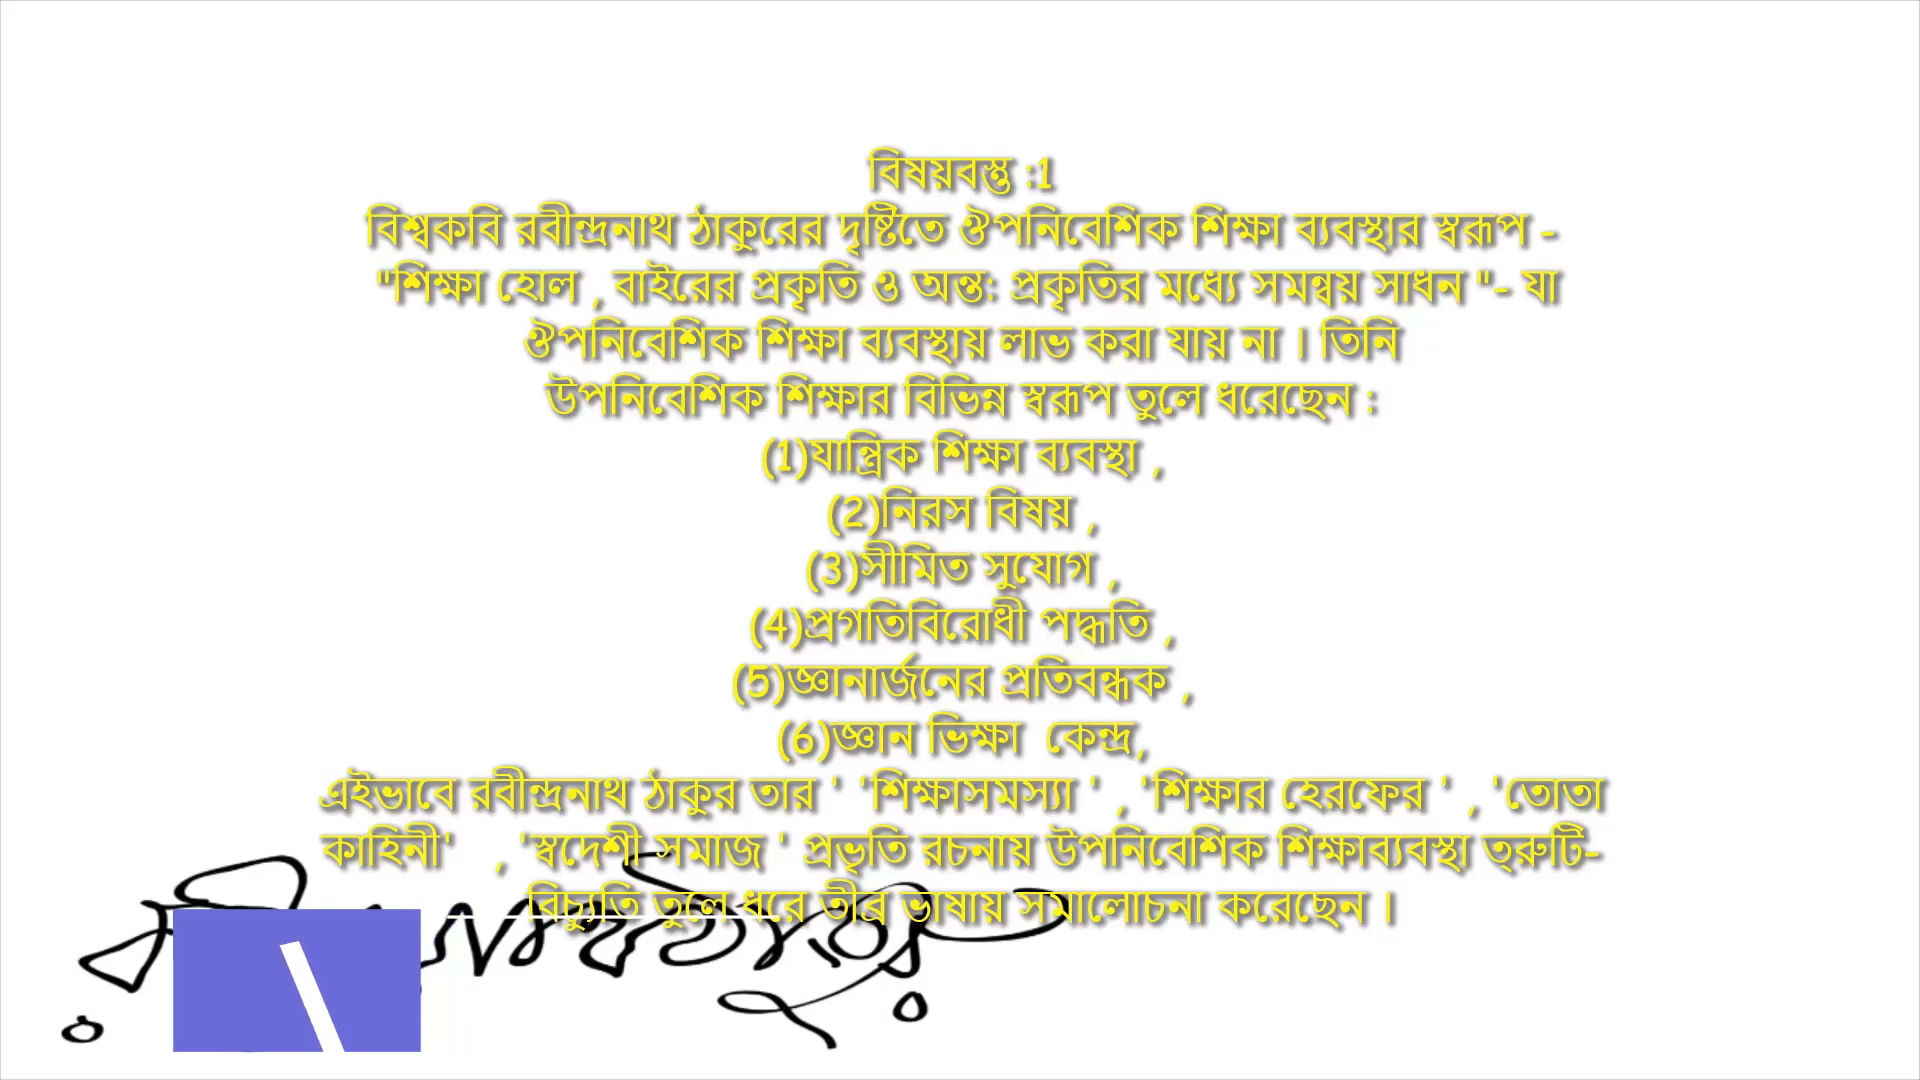 বিষয়বস্তু :1
বিশ্বকবি রবীন্দ্রনাথ ঠাকুরের দৃষ্টিতে ঔপনিবেশিক শিক্ষা ব্যবস্থার স্বরূপ -
"শিক্ষা হোল , বাইরের প্রকৃতি ও অন্ত: প্রকৃতির মধ্যে সমন্বয় সাধন "- যা
ঔপনিবেশিক শিক্ষা ব্যবস্থায় লাভ করা যায় না । তিনি
উপনিবেশিক শিক্ষার বিভিন্ন স্বরূপ তুলে ধরেছেন :
(1)যান্ত্রিক শিক্ষা ব্যবস্থা ,
(2)নিরস বিষয় ,
(3)সীমিত সুযোগ ,
(4)প্রগতিবিরোধী পদ্ধতি ,
(5)জ্ঞানার্জনের প্রতিবন্ধক ,
(6)জ্ঞান ভিক্ষা  কেন্দ্র,
এইভাবে রবীন্দ্রনাথ ঠাকুর তার ' 'শিক্ষাসমস্যা ' , 'শিক্ষার হেরফের ' , 'তোতা
কাহিনী'   , 'স্বদেশী সমাজ ' প্রভৃতি রচনায় উপনিবেশিক শিক্ষাব্যবস্থা ত্রুটি-
বিচ্যুতি তুলে ধরে তীব্র ভাষায় সমালোচনা করেছেন ।